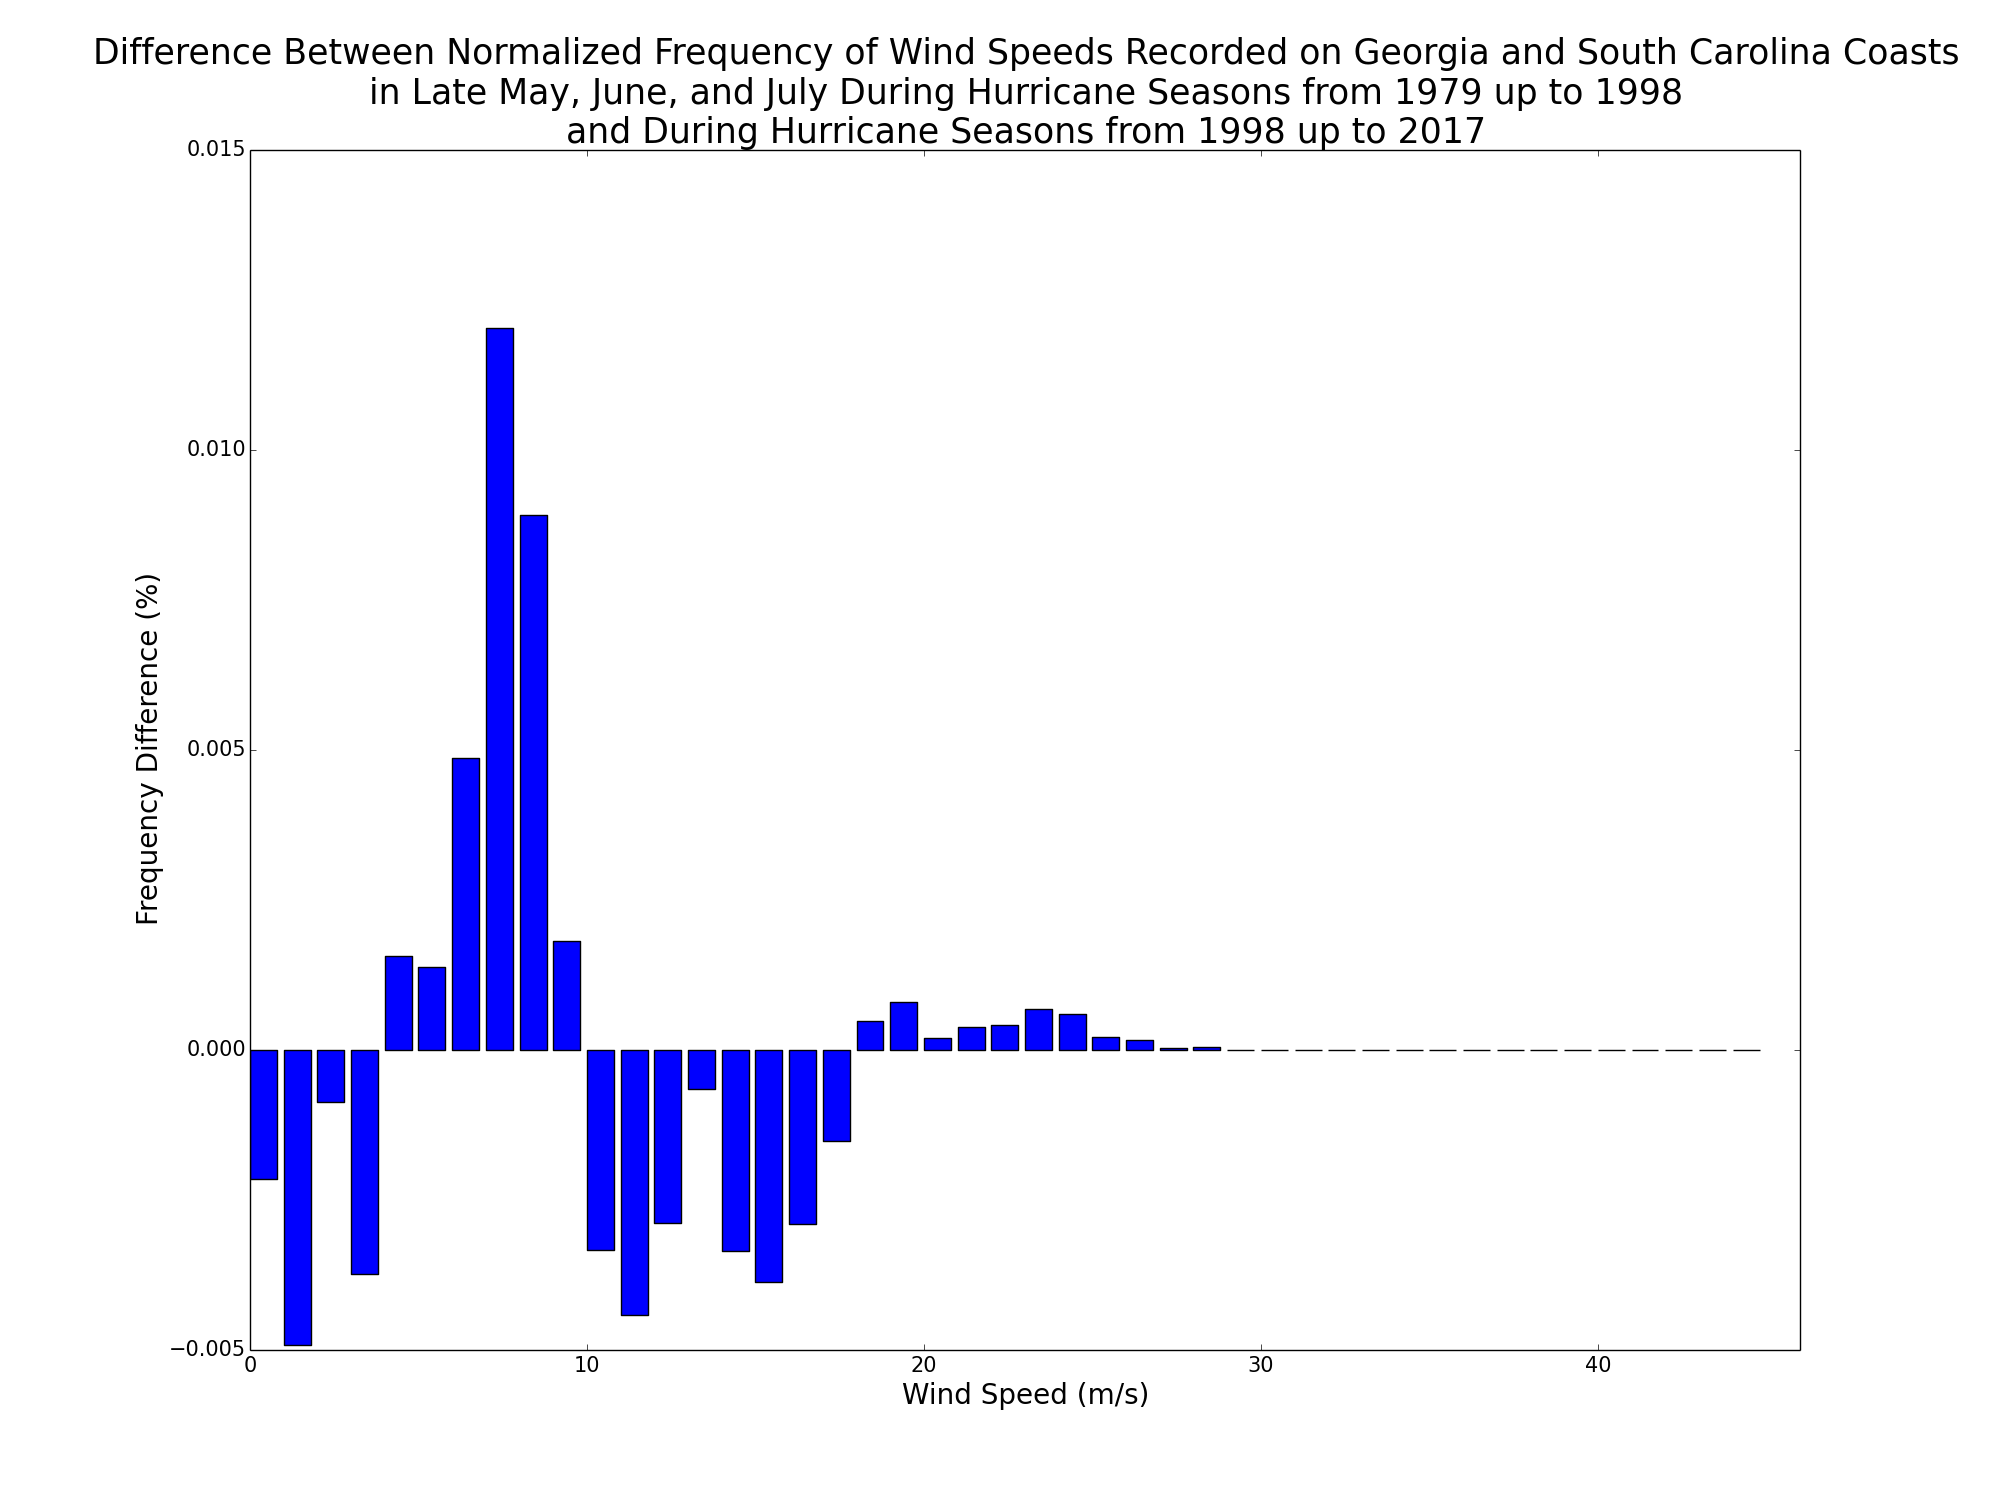 Difference Between Normalized Frequency of Wind Speeds Recorded on Georgia and South Carolina Coasts
in Late May, June, and July During Hurricane Seasons from 1979 up to 1998
and During Hurricane Seasons from 1998 up to 2017
0.015
0.010
0.005
0.000
−0.005
Frequency Difference (%)
0 10 20 30 40
Wind Speed (m/s)